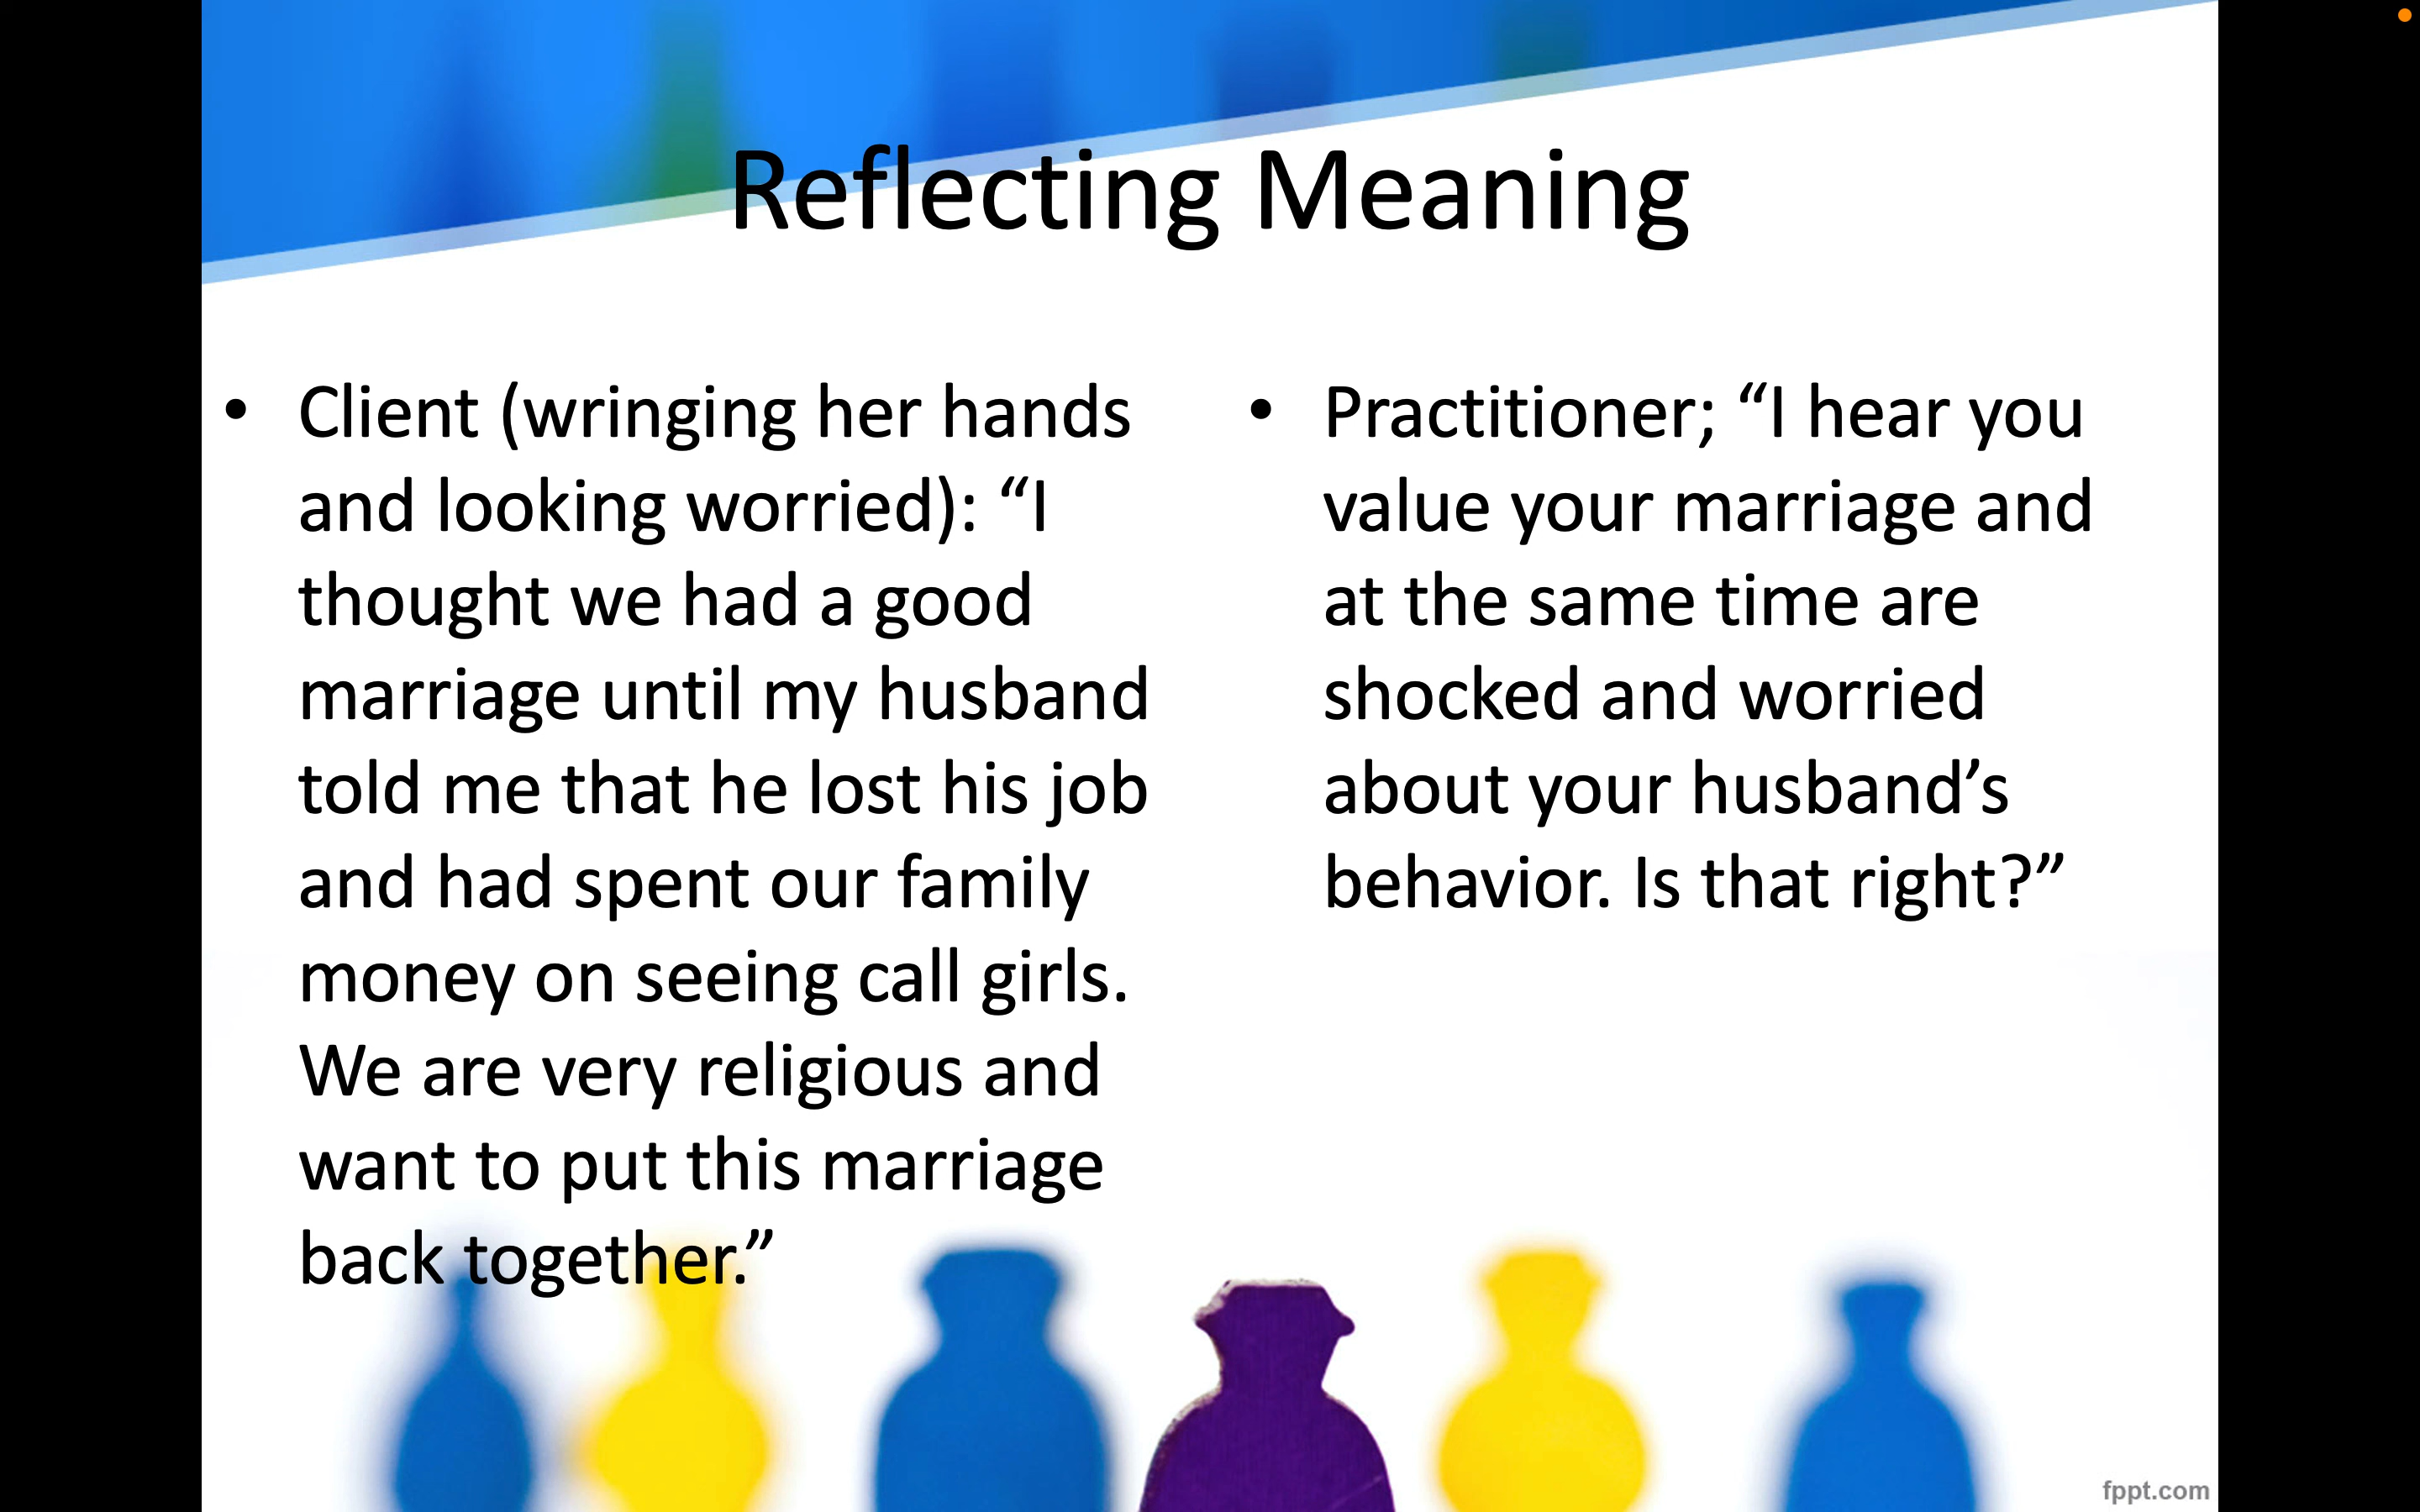 Reflecting Meaning
• Client (wringing her hands
and looking worried): “I
thought we had a good
marriage until my husband
told me that he lost his job
and had spent our family
money on seeing call girls.
We are very religious and
want to put this marriage
back together.”
• Practitioner; “I hear you
value your marriage and
at the same time are
shocked and worried
about your husband’s
behavior. Is that right?”
fppt.com